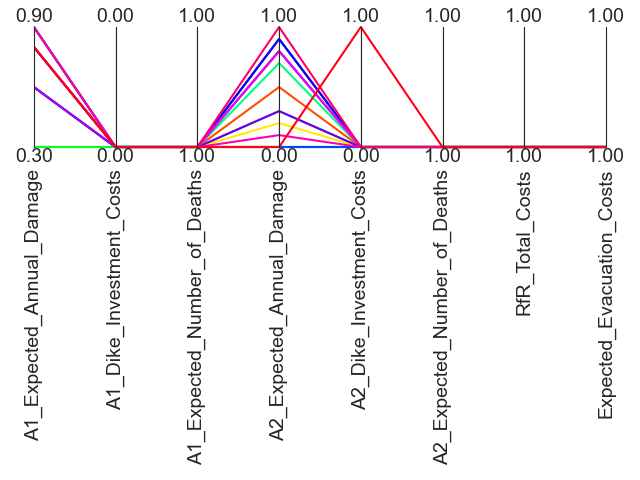 0.90 0.00 1.00 1.00 1.00 1.00 1.00 1.00
0.30 0.00 1.00 0.00 1.00 1.00 1.00 1.00
A1_Expected_Annual_Damage
A1_Dike_Investment_Costs
A1_Expected_Number_of_Deaths
A2_Expected_Annual_Damage
A2_Dike_Investment_Costs
A2_Expected_Number_of_Deaths
RfR_Total_Costs
Expected_Evacuation_Costs